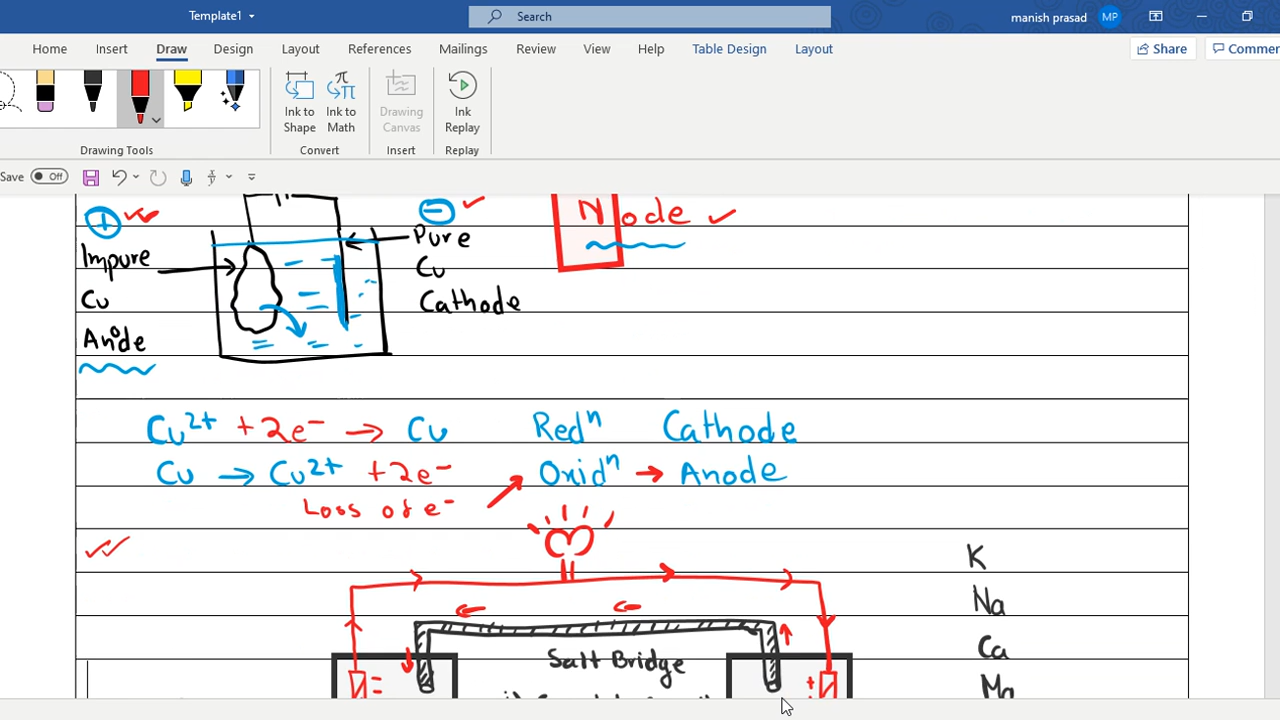 Template1
Search
manish prasad
MP
Home Insert Draw Design Layout References Mailings Review View Help Table Design Layout
Share
Comme
Ink to Shape
Ink to Math
Drawing Canvas
Ink Replay
Drawing Tools
Convert
Insert
Replay
Save Off
+
−
Node
Pure
Cu
Cathode
Impure
Cu
Anode
Cu2+ +2e- → Cu Redn Cathode
Cu → Cu2+ +2e- Oxidn → Anode
Loss of e-
K
Na
Ca
Mg
Salt Bridge